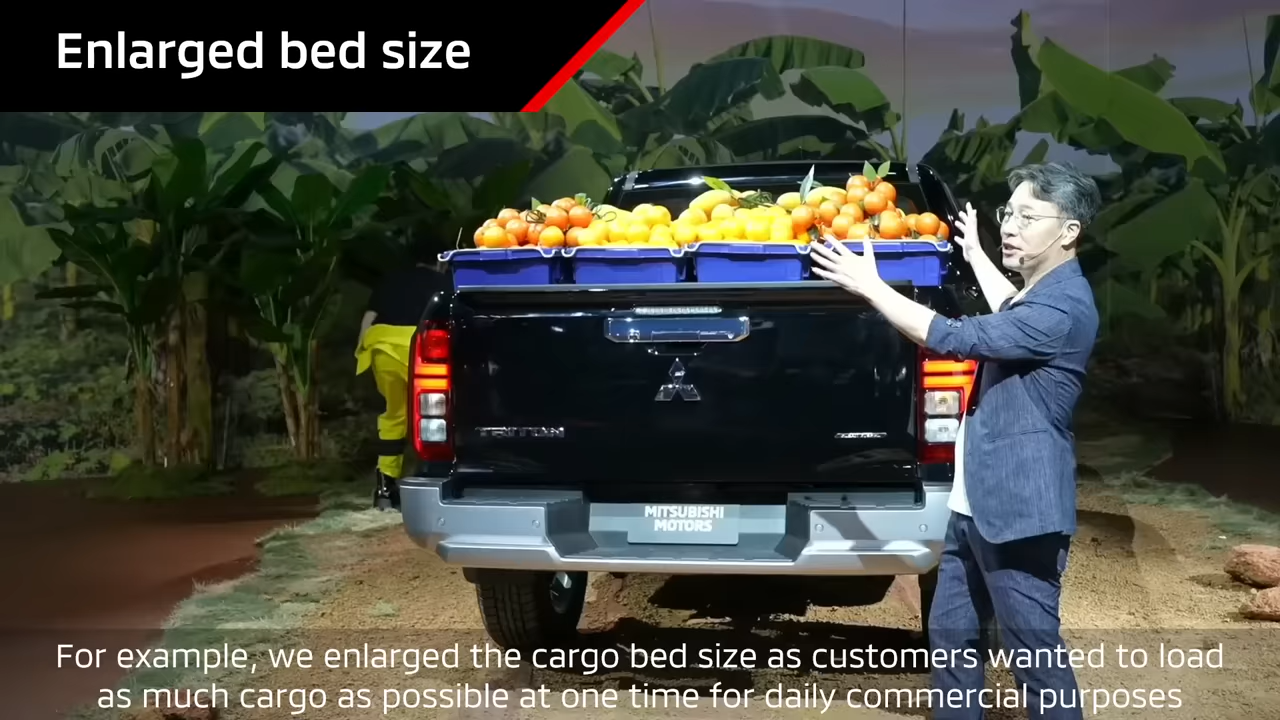 Enlarged bed size
TRITON
MITSUBISHI
MOTORS
For example, we enlarged the cargo bed size as customers wanted to load
as much cargo as possible at one time for daily commercial purposes